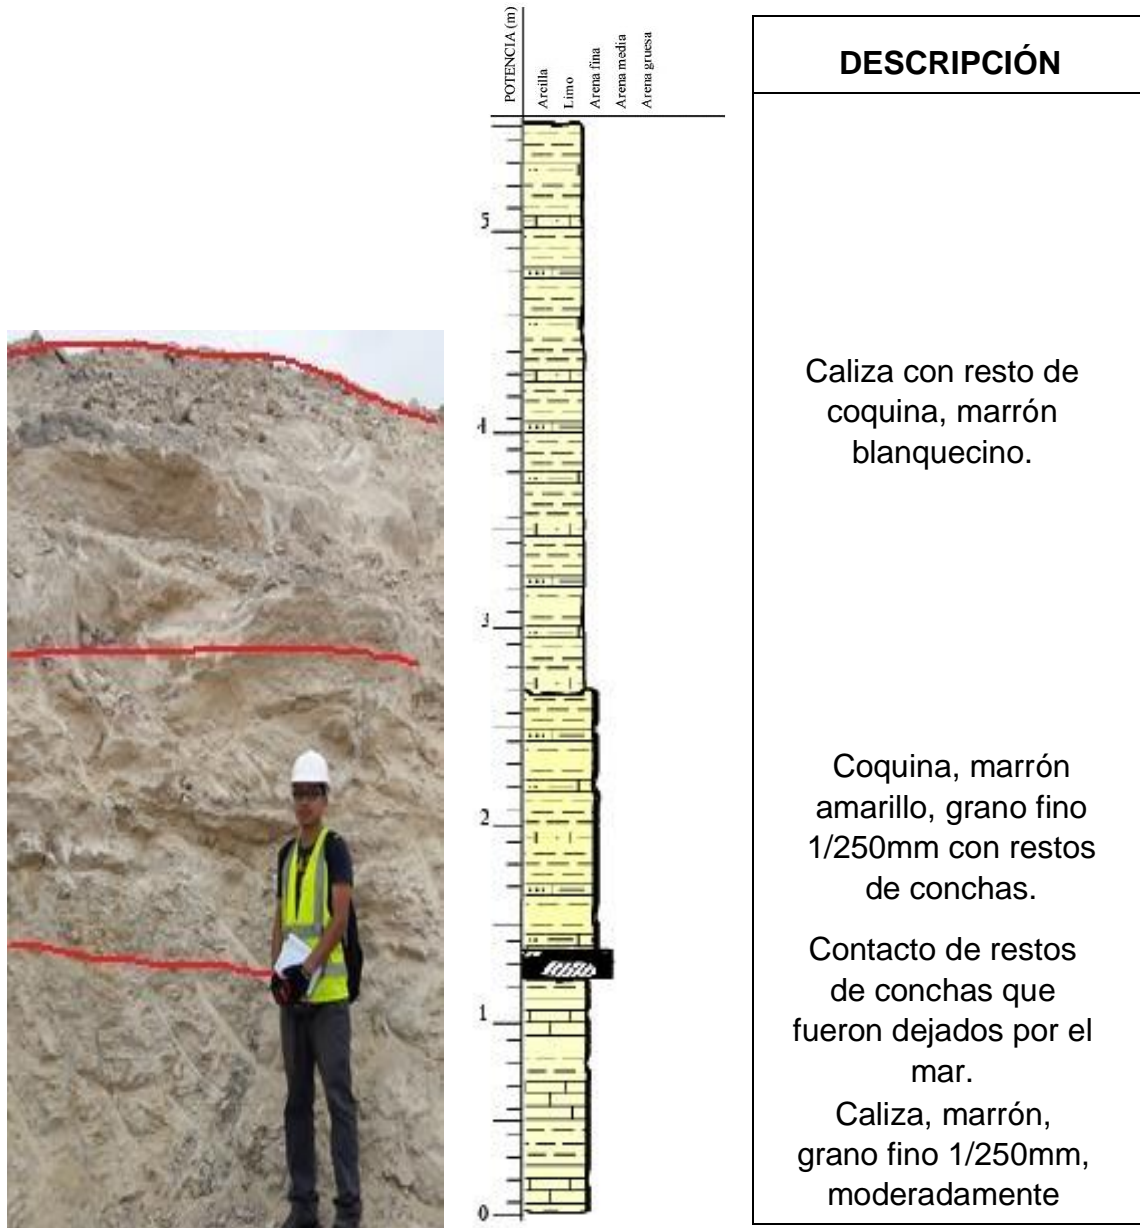 POTENCIA (m)
Arcilla
Limo
Arena fina
Arena media
Arena gruesa
DESCRIPCIÓN
5
4
3
2
1
0
Caliza con resto de
coquina, marrón
blanquecino.
Coquina, marrón
amarillo, grano fino
1/250mm con restos
de conchas.
Contacto de restos
de conchas que
fueron dejados por el
mar.
Caliza, marrón,
grano fino 1/250mm,
moderadamente